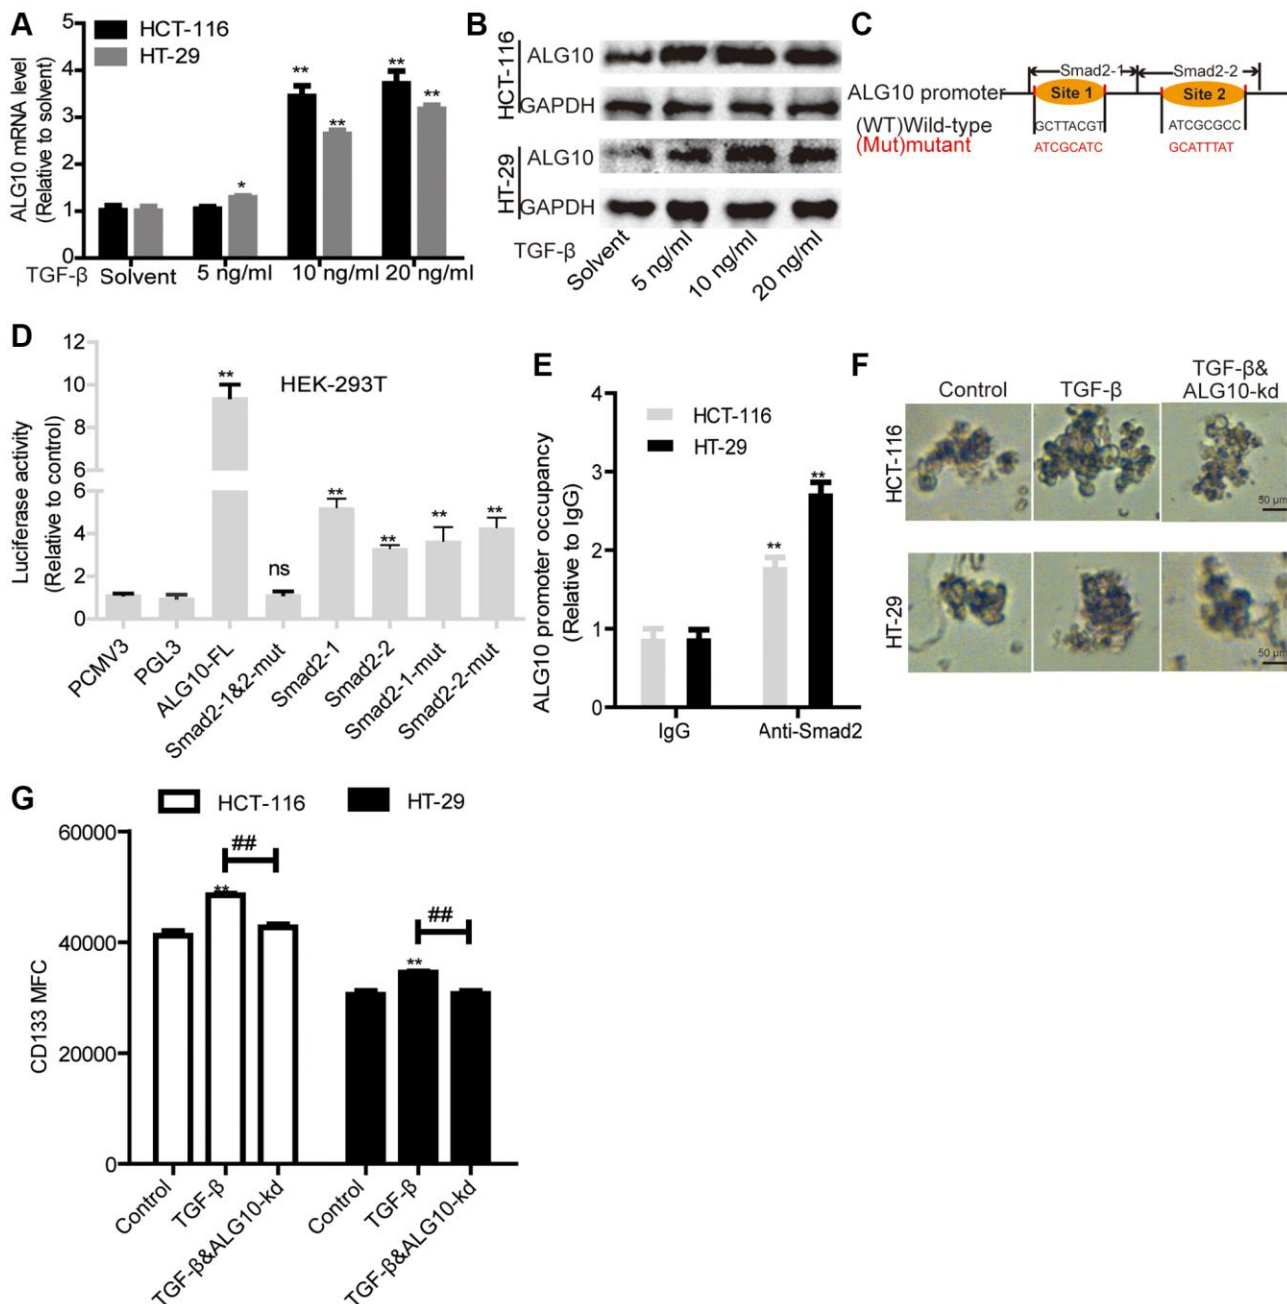 A
ALG10 mRNA level
(Relative to solvent)
5
4
3
2
1
0
HCT-116
HT-29
*
**
**
**
**
TGF-β
Solvent
5 ng/ml
10 ng/ml
20 ng/ml
B
HCT-116
ALG10
GAPDH
HT-29
ALG10
GAPDH
TGF-β
Solvent
5 ng/ml
10 ng/ml
20 ng/ml
C
Smad2-1
Smad2-2
ALG10 promoter
Site 1
Site 2
(WT)Wild-type
GCTTACGT
ATCGCGCC
(Mut)mutant
ATCGCATC
GCATTTAT
D
Luciferase activity
(Relative to control)
12
10
8
6
6
4
2
0
HEK-293T
**
ns
**
**
**
**
PCMV3
PGL3
ALG10-FL
Smad2-1&2-mut
Smad2-1
Smad2-2
Smad2-1-mut
Smad2-2-mut
E
ALG10 promoter occupancy
(Relative to IgG)
4
3
2
1
0
HCT-116
HT-29
**
**
IgG
Anti-Smad2
F
Control
TGF-β
TGF-β&
ALG10-kd
HCT-116
50 μm
HT-29
50 μm
G
HCT-116
HT-29
CD133 MFC
60000
40000
20000
0
##
**
##
**
Control
TGF-β
TGF-β&ALG10-kd
Control
TGF-β
TGF-β&ALG10-kd